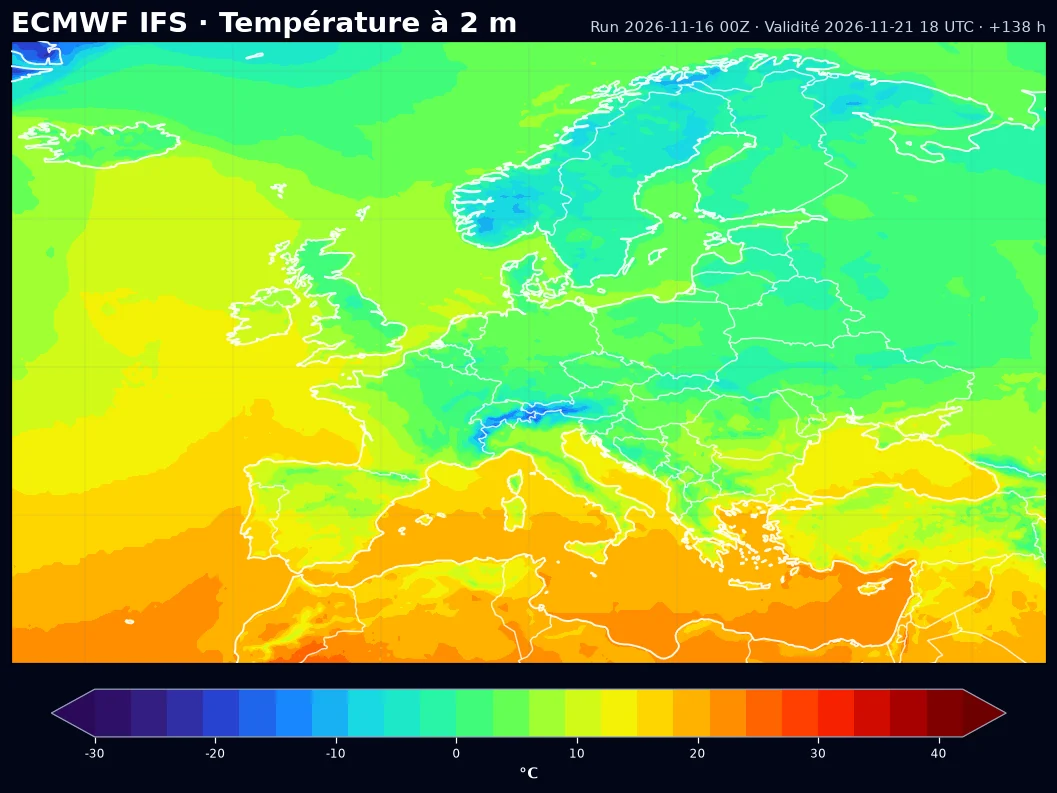 ECMWF IFS · Température à 2 m
Run 2026-11-16 00Z · Validité 2026-11-21 18 UTC · +138 h
-30 -20 -10 0 10 20 30 40
°C